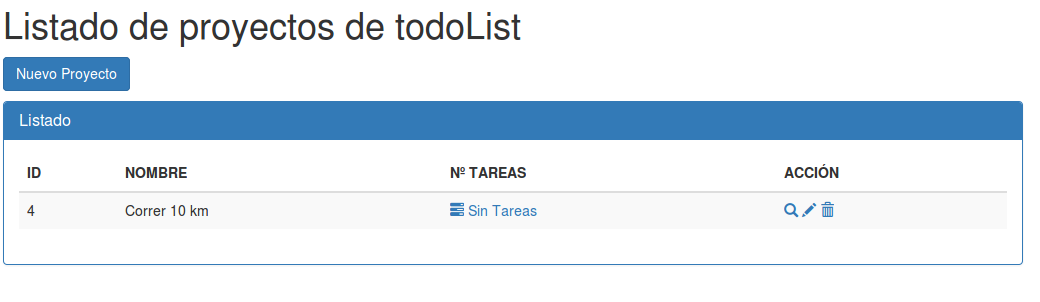 Listado de proyectos de todoList
Nuevo Proyecto
Listado
ID NOMBRE Nº TAREAS ACCIÓN
4 Correr 10 km Sin Tareas